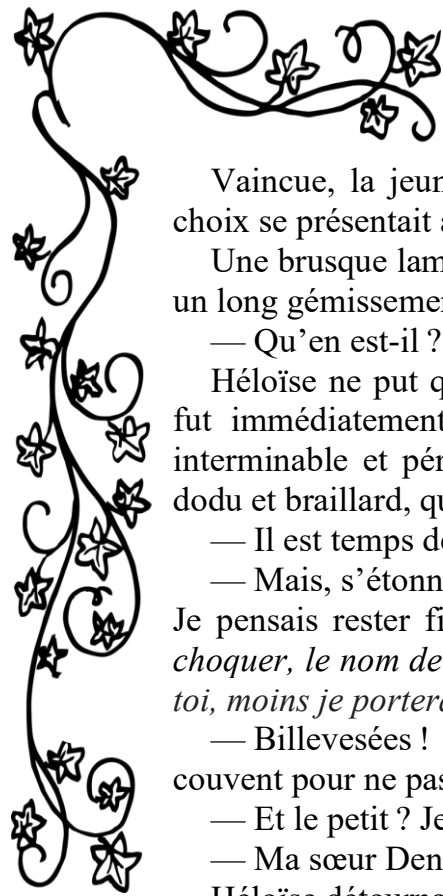 Vaincue, la jeun
choix se présentait a
Une brusque lam
un long gémissemen
— Qu’en est-il ?
Héloïse ne put q
fut immédiatement
interminable et pér
dodu et braillard, qu
— Il est temps de
— Mais, s’étonn
Je pensais rester fi
choquer, le nom de
toi, moins je portera
— Billevesées !
couvent pour ne pas
— Et le petit ? Je
— Ma sœur Den
Héloïse détourna